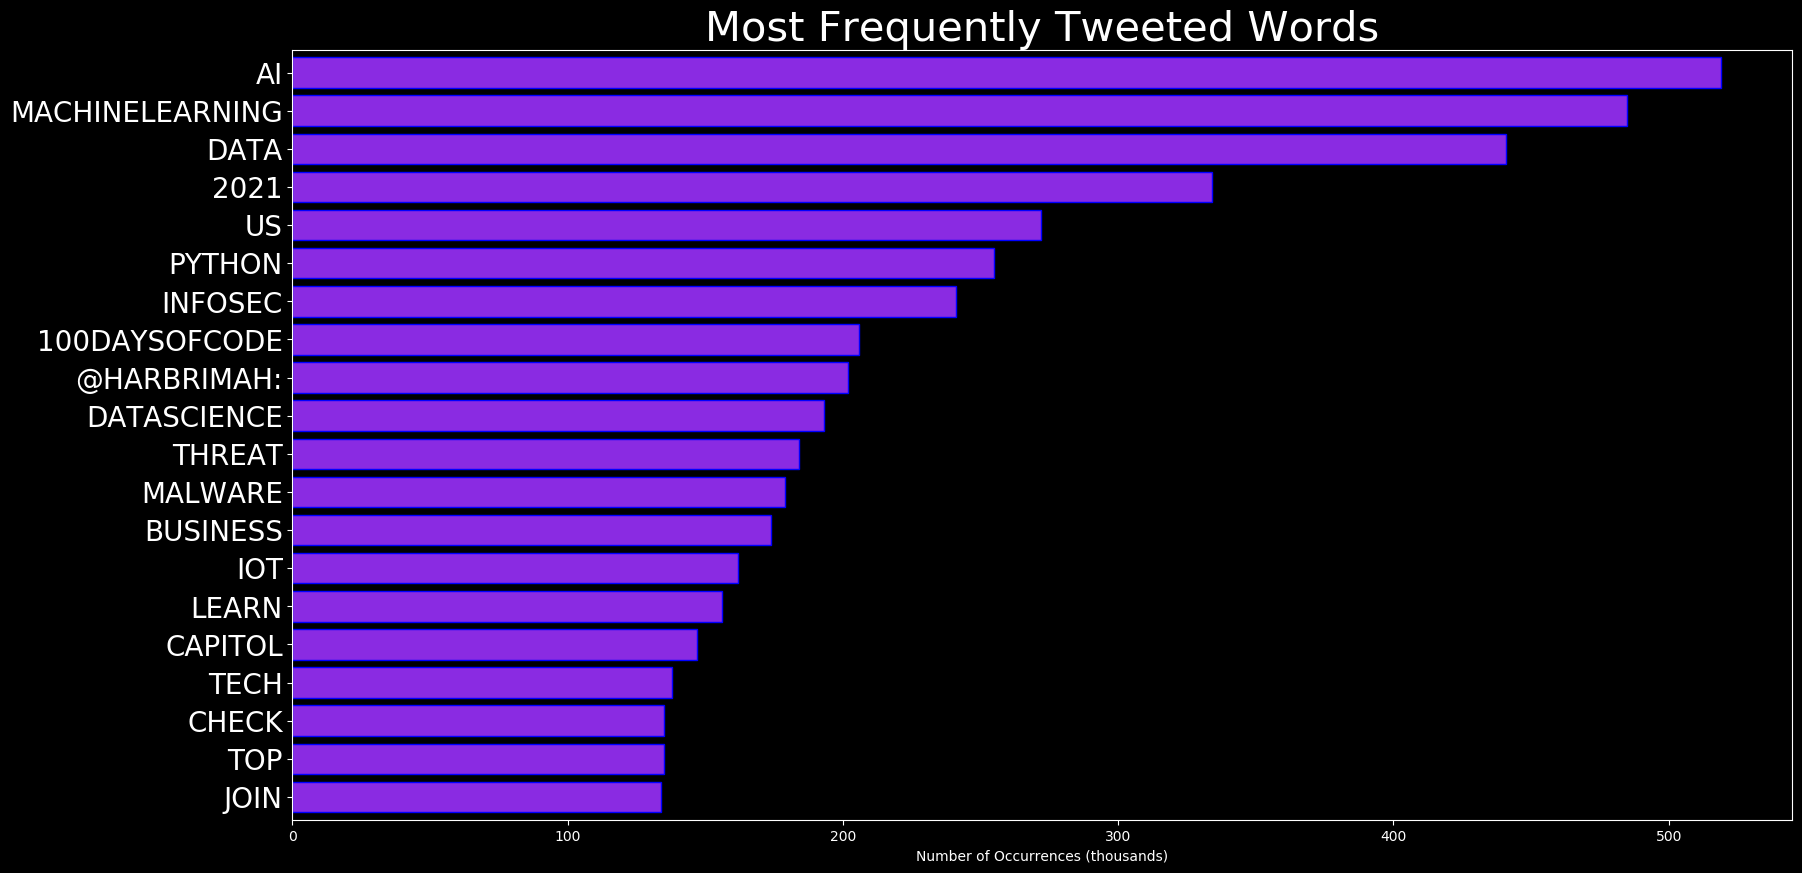 Most Frequently Tweeted Words
AI
MACHINELEARNING
DATA
2021
US
PYTHON
INFOSEC
100DAYSOFCODE
@HARBRIMAH:
DATASCIENCE
THREAT
MALWARE
BUSINESS
IOT
LEARN
CAPITOL
TECH
CHECK
TOP
JOIN
0 100 200 300 400 500
Number of Occurrences (thousands)